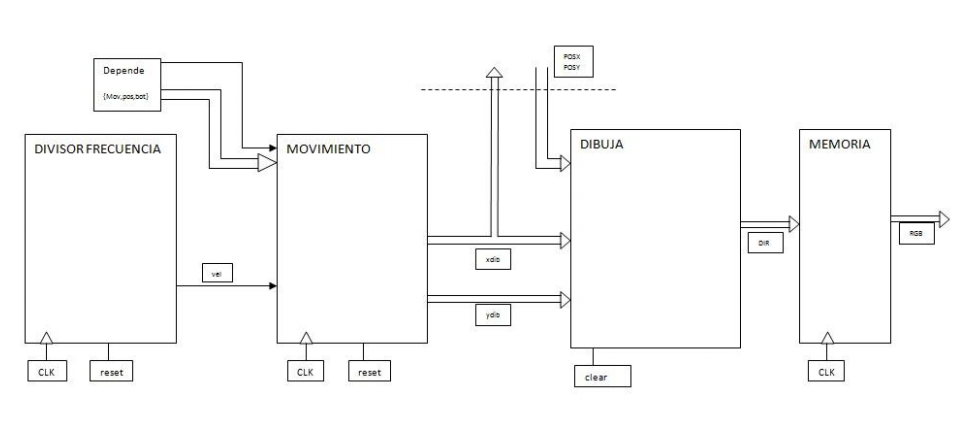 Depende
{Mov,pos,bot}
POSX
POSY
DIVISOR FRECUENCIA
MOVIMIENTO
DIBUJA
MEMORIA
vel
xdib
ydib
DIR
RGB
CLK
reset
CLK
reset
clear
CLK